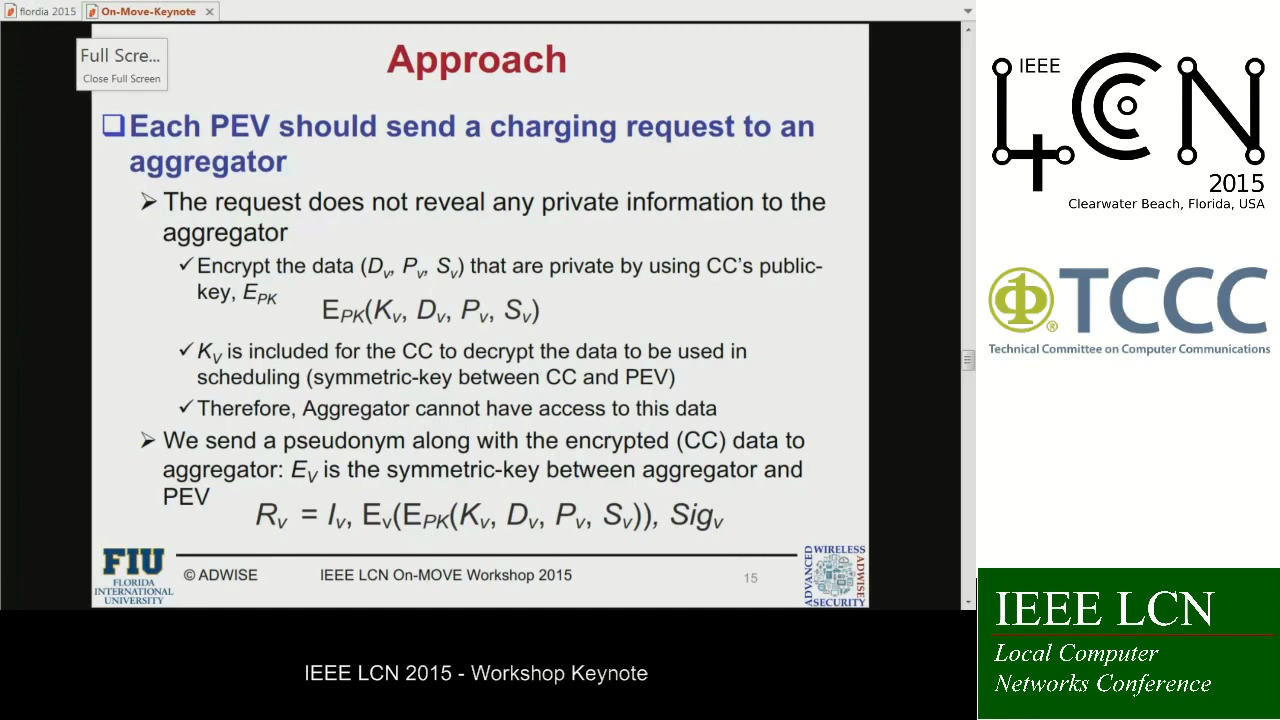 flordia 2015
On-Move-Keynote
Full Scre...
Close Full Screen
Approach
Each PEV should send a charging request to an
aggregator
The request does not reveal any private information to the
aggregator
Encrypt the data (Dv, Pv, Sv) that are private by using CC's public-
key, EPK
EPK(Kv, Dv, Pv, Sv)
KV is included for the CC to decrypt the data to be used in
scheduling (symmetric-key between CC and PEV)
Therefore, Aggregator cannot have access to this data
We send a pseudonym along with the encrypted (CC) data to
aggregator: EV is the symmetric-key between aggregator and
PEV
Rv = Iv, Ev(EPK(Kv, Dv, Pv, Sv)), Sigv
FIU
FLORIDA
INTERNATIONAL
UNIVERSITY
© ADWISE
IEEE LCN On-MOVE Workshop 2015
15
ADVANCED
WIRELESS
ADWISE
SECURITY
IEEE LCN 2015 - Workshop Keynote
IEEE
L CN
40
2015
Clearwater Beach, Florida, USA
TCCC
®
Technical Committee on Computer Communications
IEEE LCN
Local Computer
Networks Conference